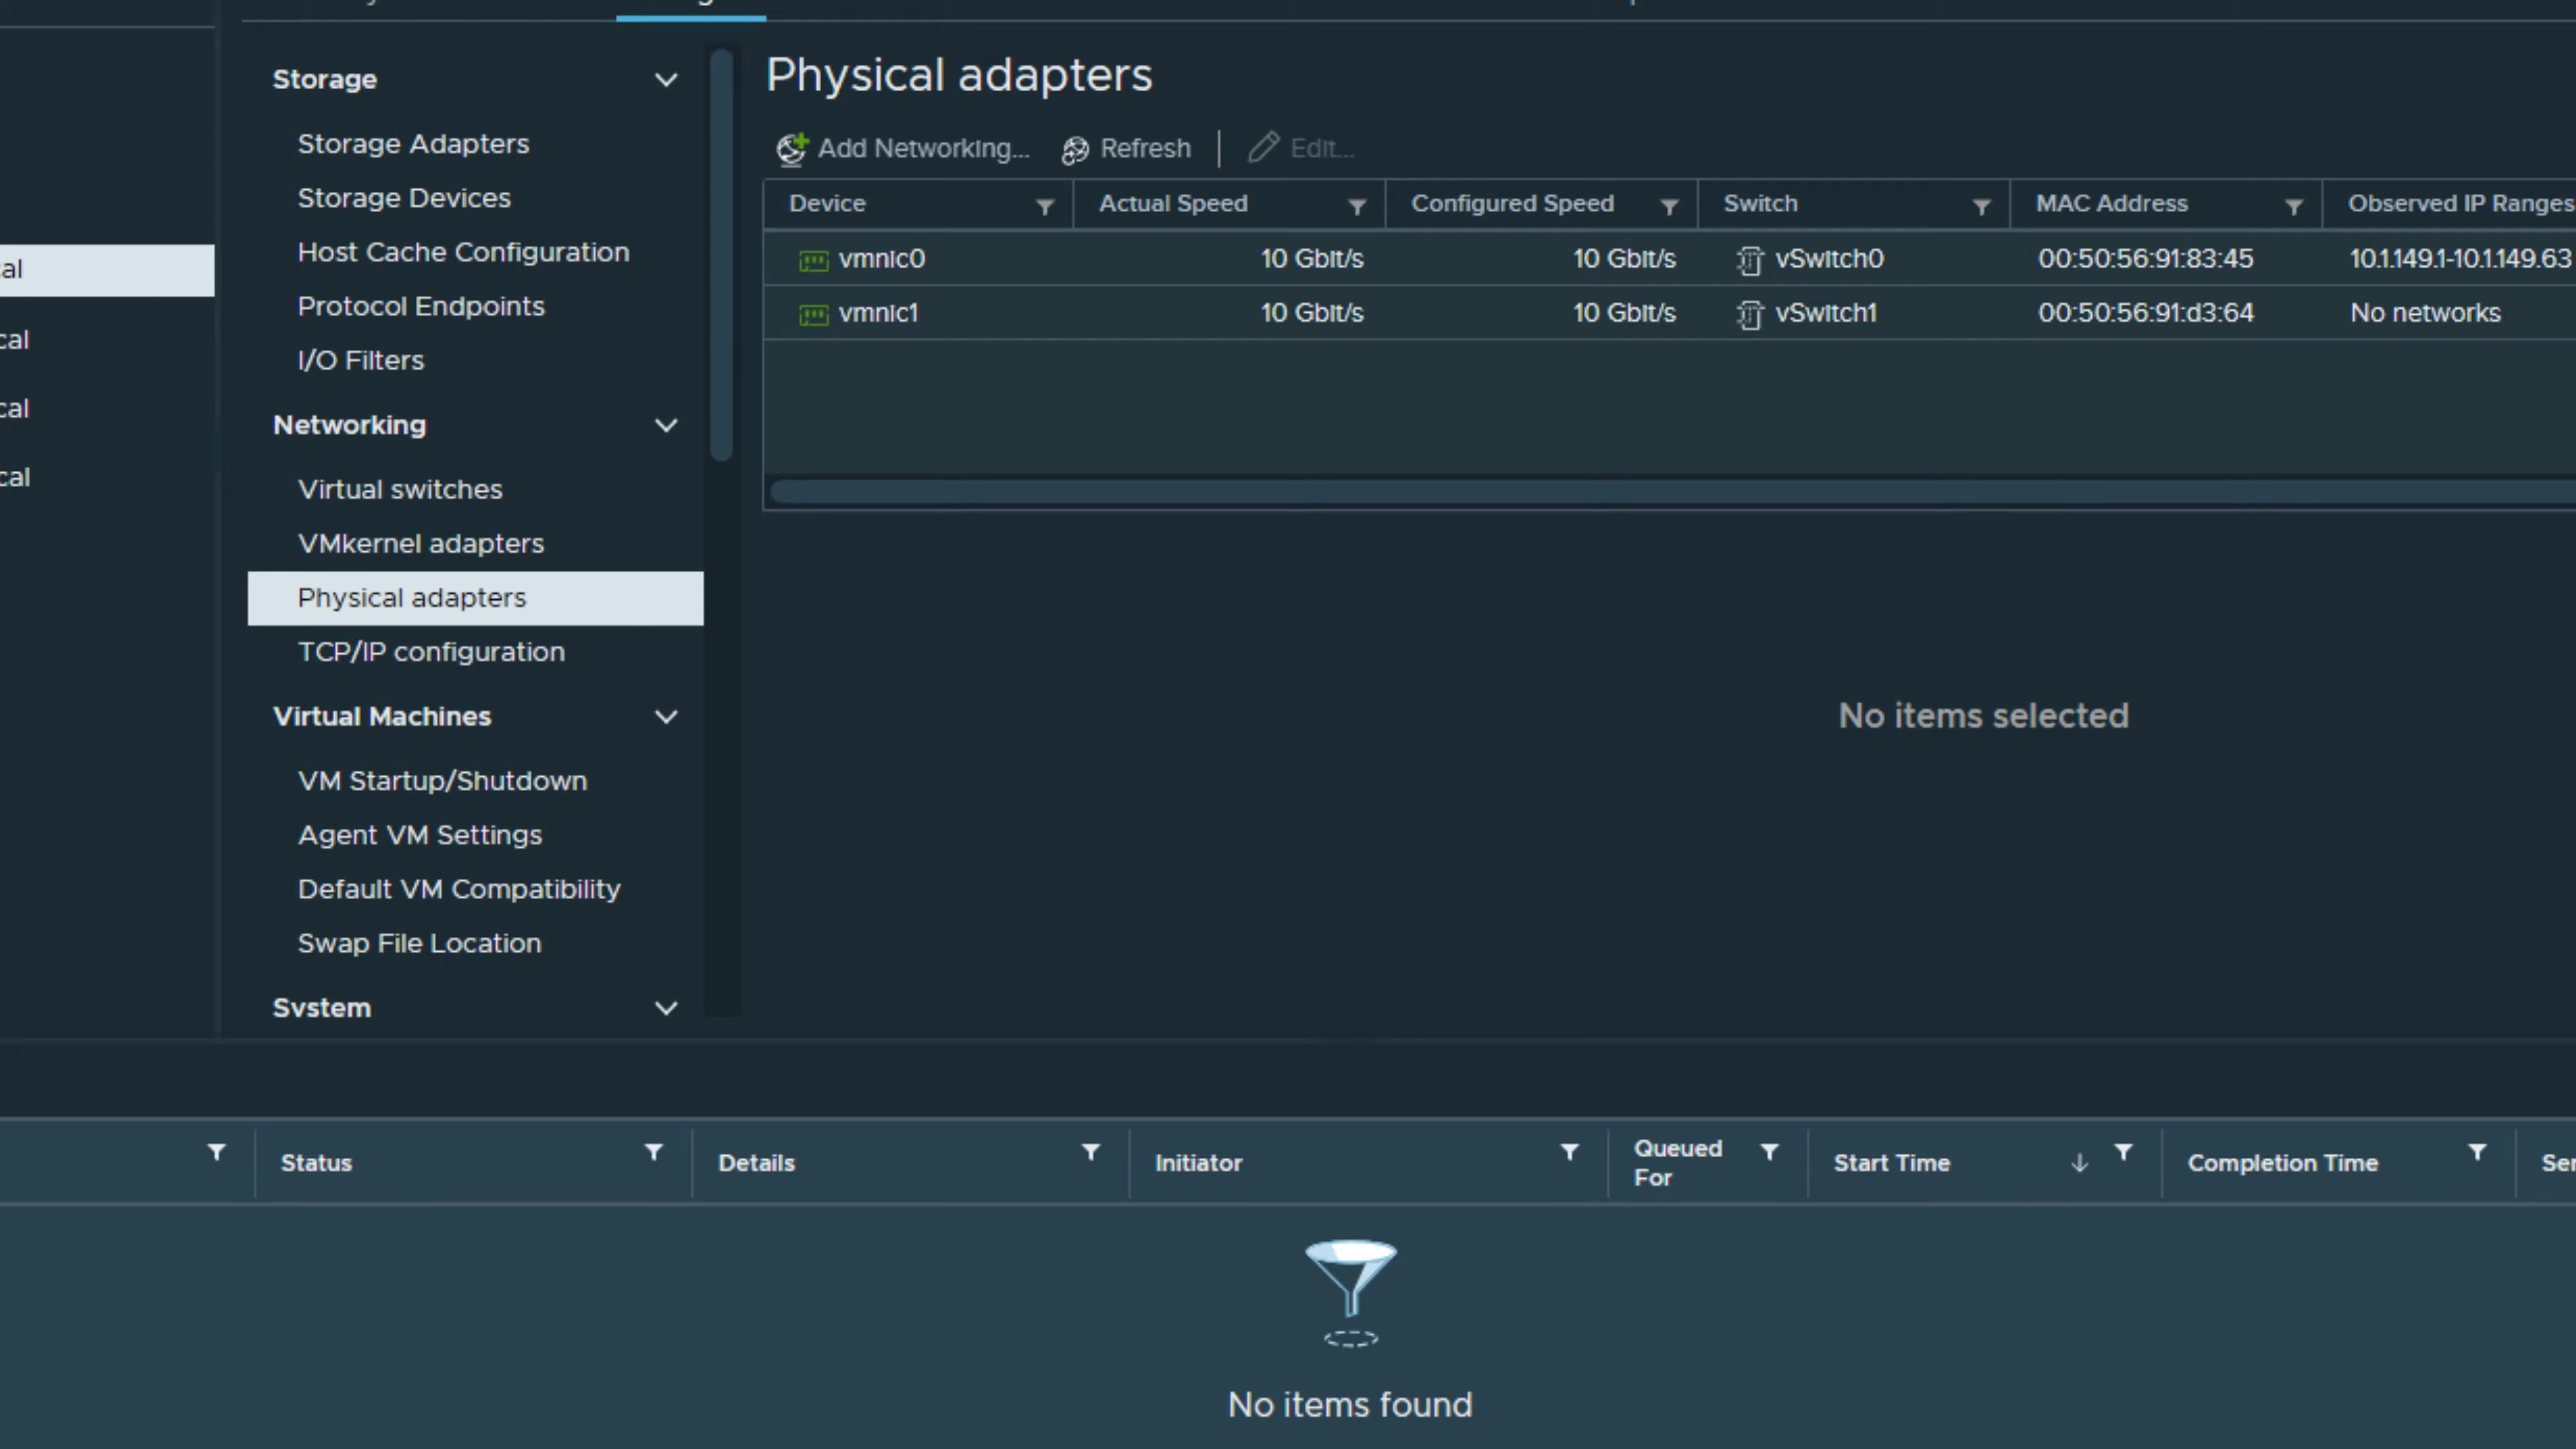 al
cal
cal
cal
Storage
Storage Adapters
Storage Devices
Host Cache Configuration
Protocol Endpoints
I/O Filters
Networking
Virtual switches
VMkernel adapters
Physical adapters
TCP/IP configuration
Virtual Machines
VM Startup/Shutdown
Agent VM Settings
Default VM Compatibility
Swap File Location
System
Physical adapters
Add Networking... Refresh | Edit...
Device Actual Speed Configured Speed Switch MAC Address Observed IP Ranges
vmnic0 10 Gbit/s 10 Gbit/s vSwitch0 00:50:56:91:83:45 10.1.149.1-10.1.149.63
vmnic1 10 Gbit/s 10 Gbit/s vSwitch1 00:50:56:91:d3:64 No networks
No items selected
Status Details Initiator Queued For Start Time Completion Time Ser
No items found